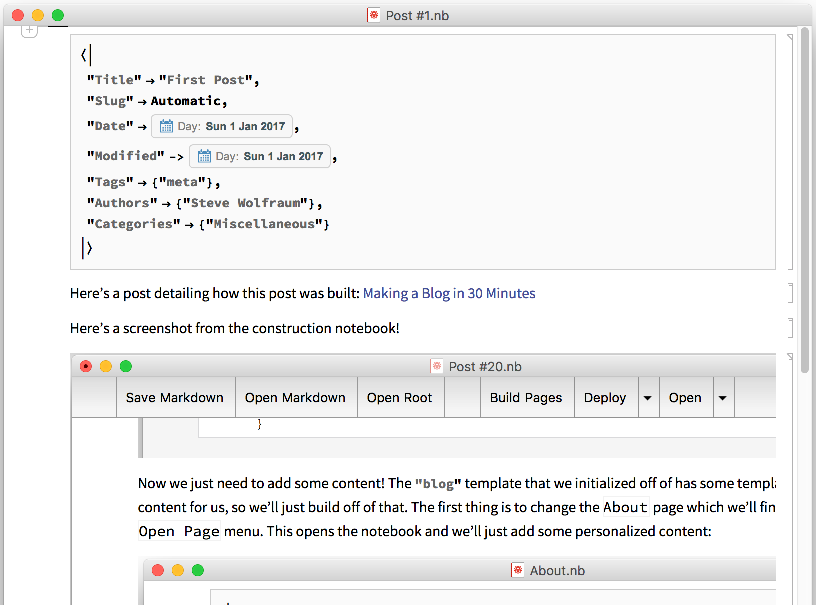 Post #1.nb
⟨|
"Title" → "First Post",
"Slug" → Automatic,
"Date" → Day: Sun 1 Jan 2017 ,
"Modified" -> Day: Sun 1 Jan 2017 ,
"Tags" → {"meta"},
"Authors" → {"Steve Wolfraum"},
"Categories" → {"Miscellaneous"}
|⟩
Here's a post detailing how this post was built: Making a Blog in 30 Minutes
Here's a screenshot from the construction notebook!
Post #20.nb
Save Markdown Open Markdown Open Root Build Pages Deploy Open
}
Now we just need to add some content! The "blog" template that we initialized off of has some templ
content for us, so we'll just build off of that. The first thing is to change the About page which we'll fin
Open Page menu. This opens the notebook and we'll just add some personalized content:
About.nb